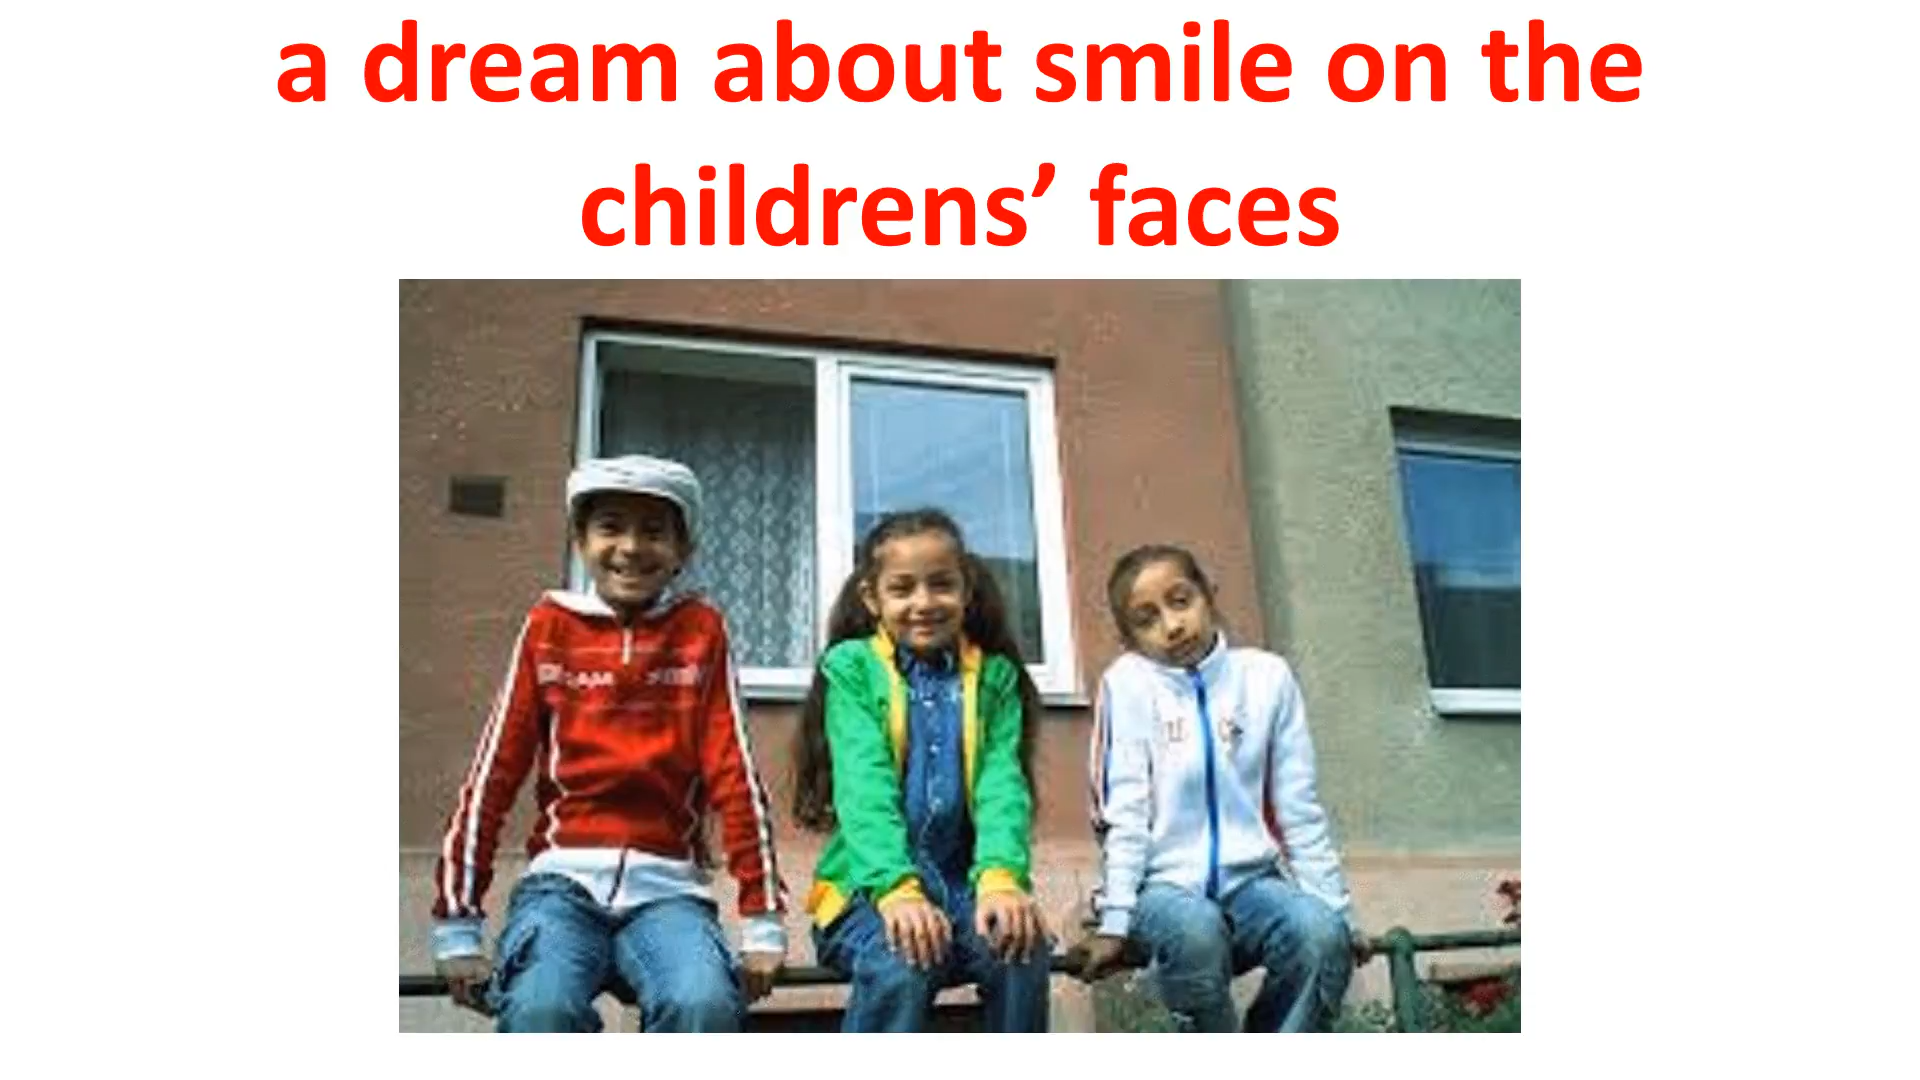 a dream about smile on the
childrens’ faces